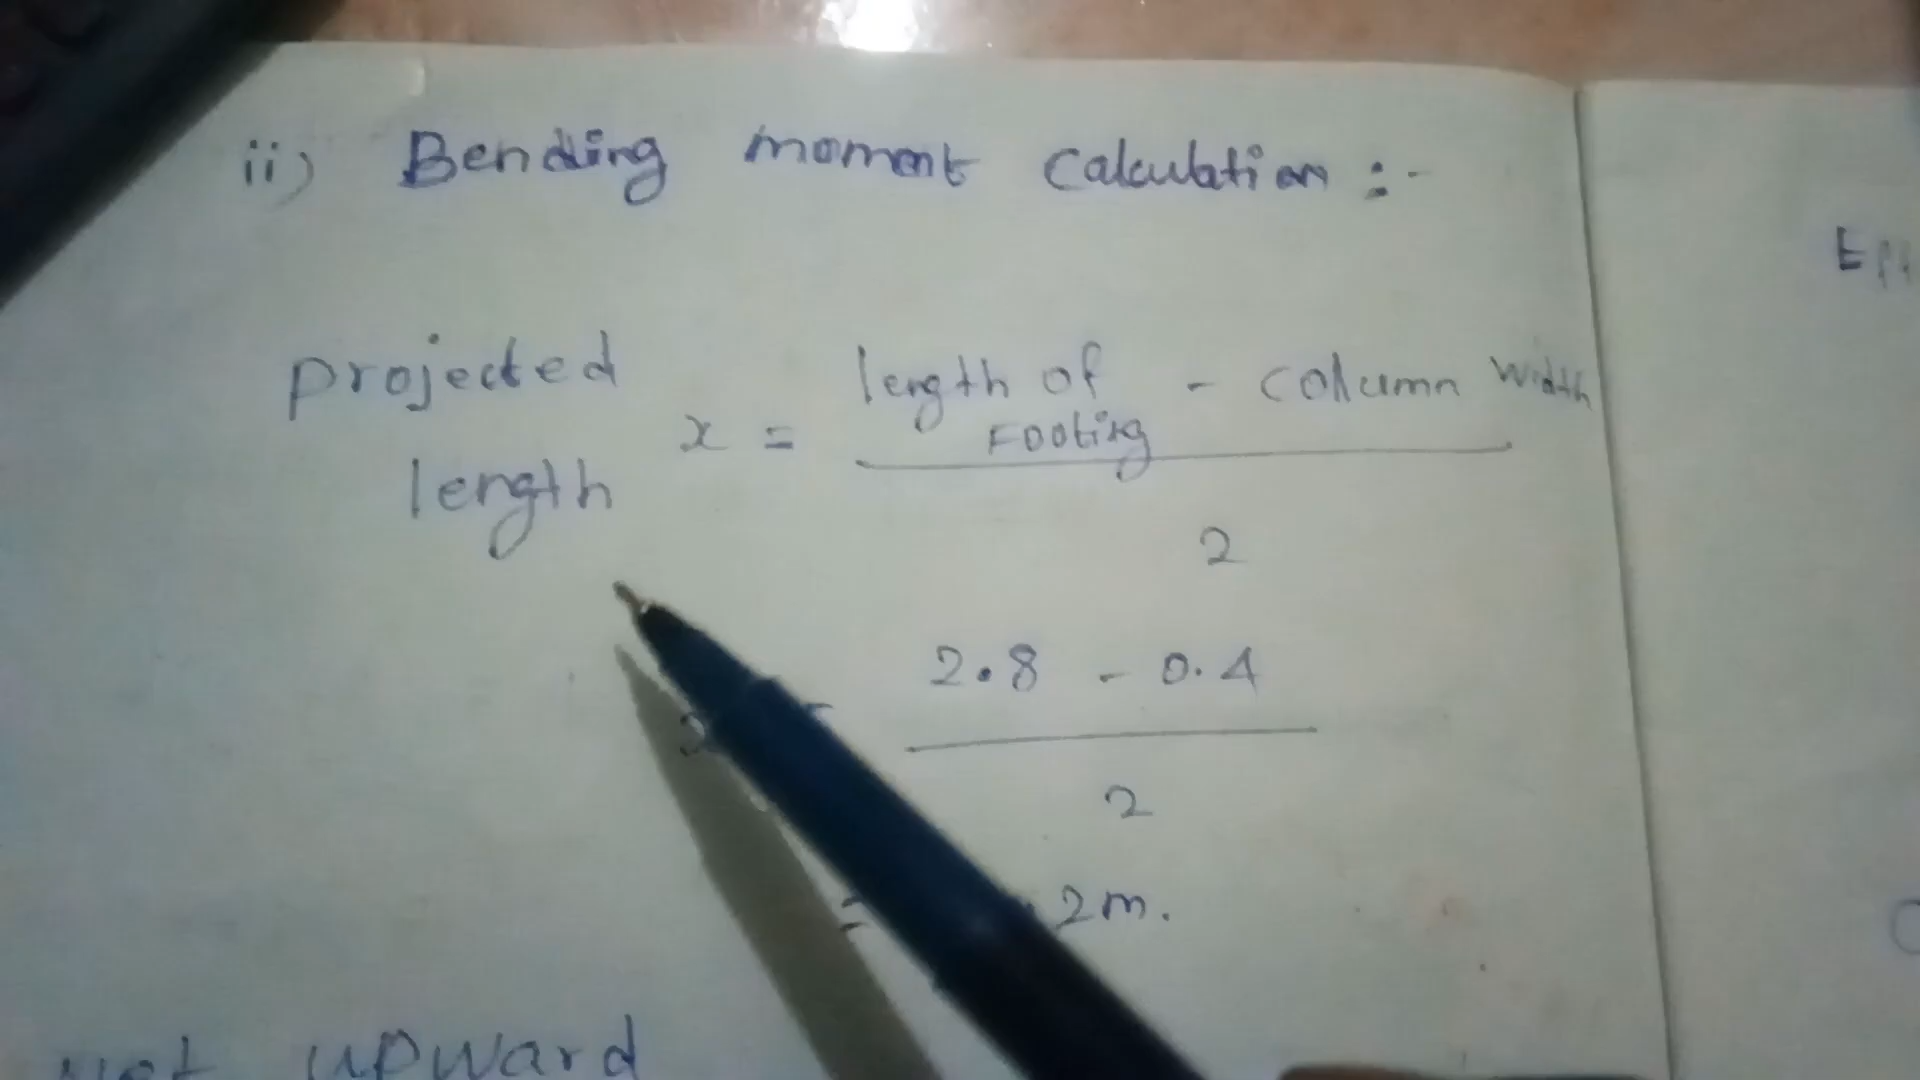 ii) Bending moment Calculation :-
projected
length
x = length of - column width
Footing
2
2.8 - 0.4
2
= 2m.
upward